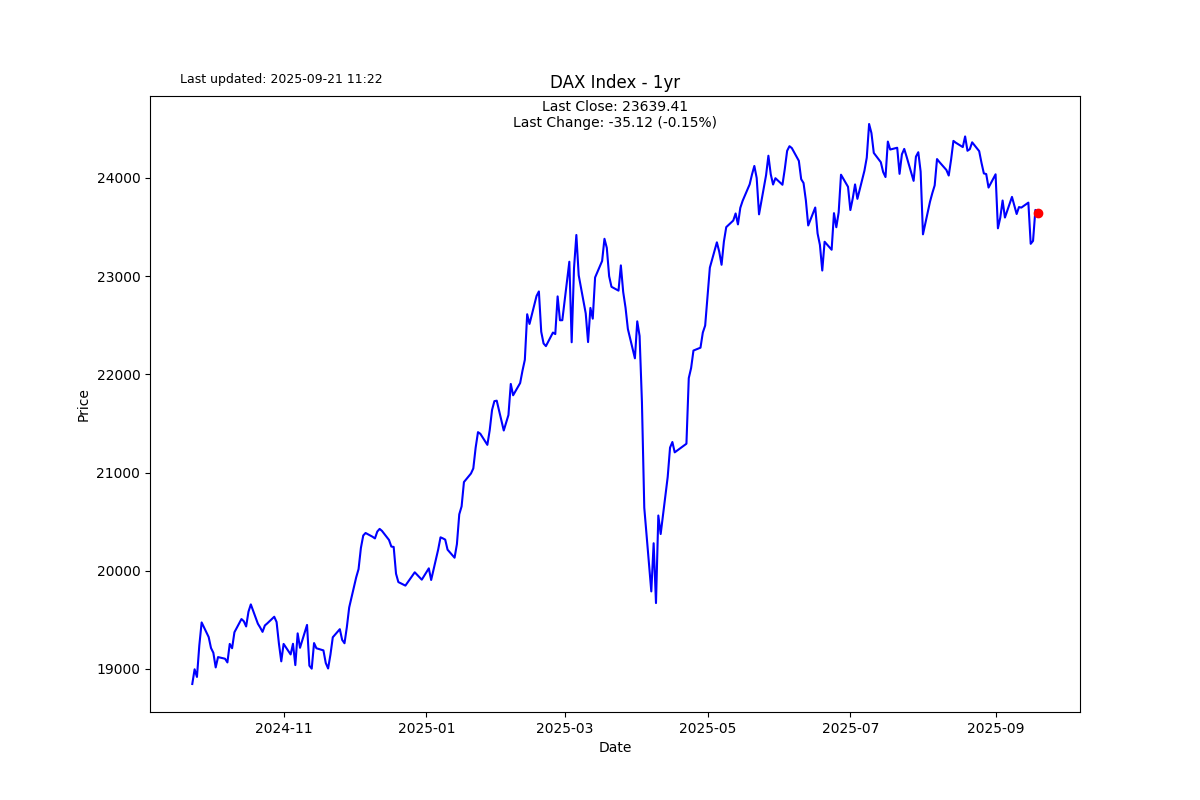 Last updated: 2025-09-21 11:22
DAX Index - 1yr
Last Close: 23639.41
Last Change: -35.12 (-0.15%)
24000
23000
22000
21000
20000
19000
Price
2024-11
2025-01
2025-03
2025-05
2025-07
2025-09
Date